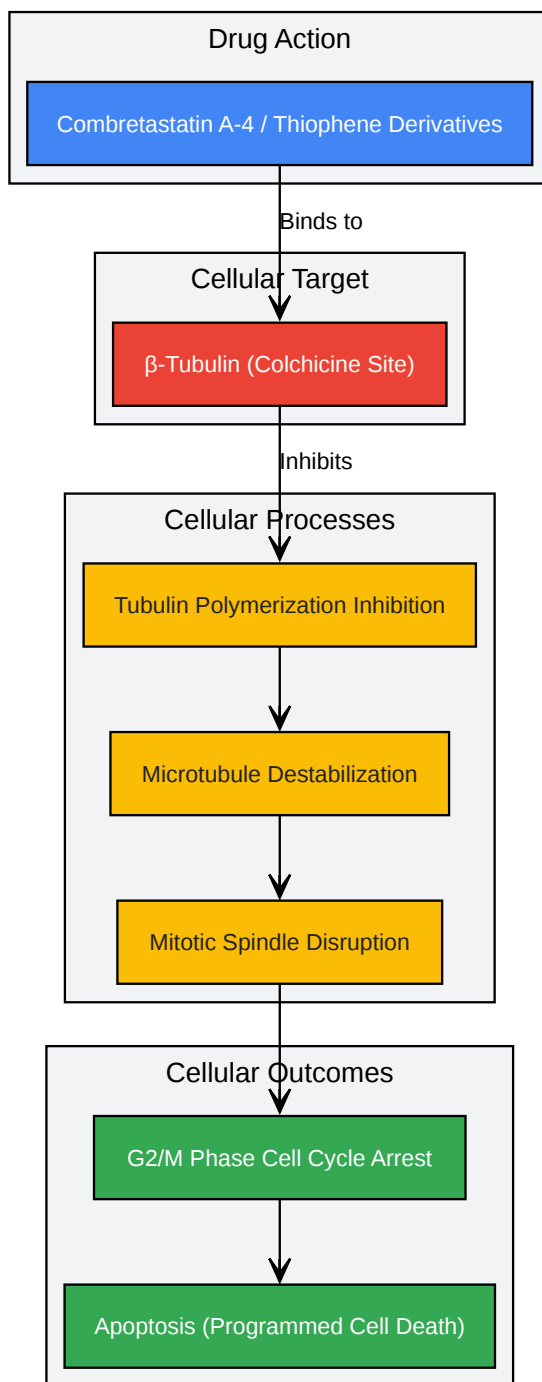 Drug Action
Combretastatin A-4 / Thiophene Derivatives
Binds to
Cellular Target
β-Tubulin (Colchicine Site)
Inhibits
Cellular Processes
Tubulin Polymerization Inhibition
Microtubule Destabilization
Mitotic Spindle Disruption
Cellular Outcomes
G2/M Phase Cell Cycle Arrest
Apoptosis (Programmed Cell Death)